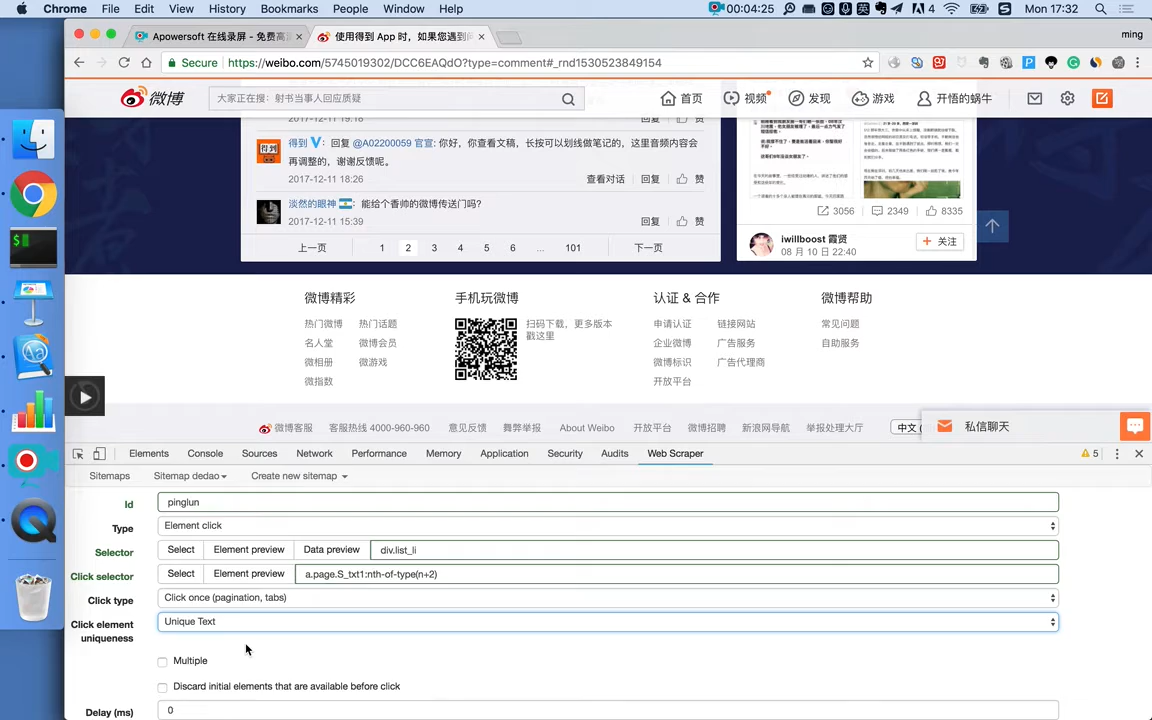 Chrome File Edit View History Bookmarks People Window Help 00:04:25 4 Mon 17:32
Apowersoft 在线录屏 - 免费高
使用得到 App 时，如果您遇到
ming
Secure https://weibo.com/5745019302/DCC6EAQdO?type=comment#_rnd1530523849154
微博 大家正在搜：射书当事人回应质疑 首页 视频 发现 游戏 开悟的蜗牛
2017-12-11 19:18 回复 赞
得到 V：回复 @A02200059 官宣: 你好，你查看文稿，长按可以划线做笔记的，这里音频内容会
再调整的，谢谢反馈呢。
2017-12-11 18:26 查看对话 回复 赞
淡然的眼神：能给个香帅的微博传送门吗?
2017-12-11 15:39 回复 赞
上一页 1 2 3 4 5 6 ... 101 下一页
3056 2349 8335
iwillboost 霞贤
08 月 10 日 22:40
+ 关注
微博精彩 手机玩微博 认证 & 合作 微博帮助
热门微博 热门话题 扫码下载，更多版本 申请认证 链接网站 常见问题
戳这里
名人堂 微博会员 企业微博 广告服务 自助服务
微相册 微游戏 微博标识 广告代理商
微指数 开放平台
微博客服 客服热线 4000-960-960 意见反馈 舞弊举报 About Weibo 开放平台 微博招聘 新浪网导航 举报处理大厅 中文 (
私信聊天
Elements Console Sources Network Performance Memory Application Security Audits Web Scraper 5
Sitemaps Sitemap dedao Create new sitemap
Id pinglun
Type Element click
Selector Select Element preview Data preview div.list_li
Click selector Select Element preview a.page.S_txt1:nth-of-type(n+2)
Click type Click once (pagination, tabs)
Click element uniqueness Unique Text
Multiple
Discard initial elements that are available before click
Delay (ms) 0